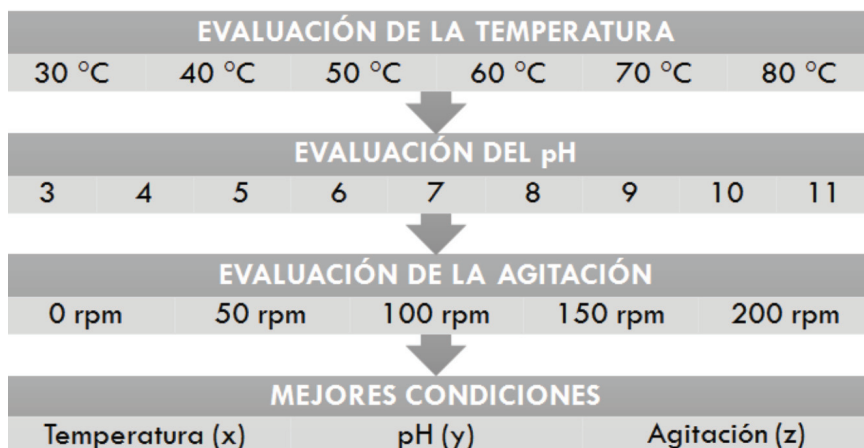 EVALUACIÓN DE LA TEMPERATURA
30 °C 40 °C 50 °C 60 °C 70 °C 80 °C
EVALUACIÓN DEL pH
3 4 5 6 7 8 9 10 11
EVALUACIÓN DE LA AGITACIÓN
0 rpm 50 rpm 100 rpm 150 rpm 200 rpm
MEJORES CONDICIONES
Temperatura (x) pH (y) Agitación (z)